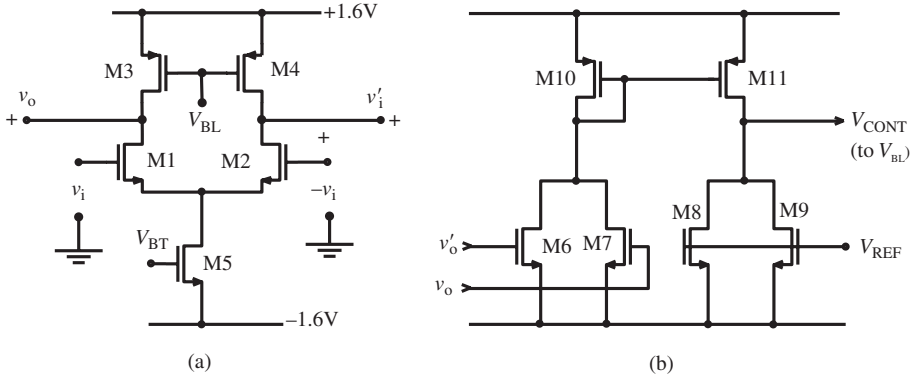 +1.6V
M3
M4
v_o
+
V_BL
v'_i
+
M1
M2
+
v_i
−v_i
V_BT
M5
−1.6V
(a)
M10
M11
V_CONT
(to V_BL)
M8
M9
v'_o
M6
M7
V_REF
v_o
(b)